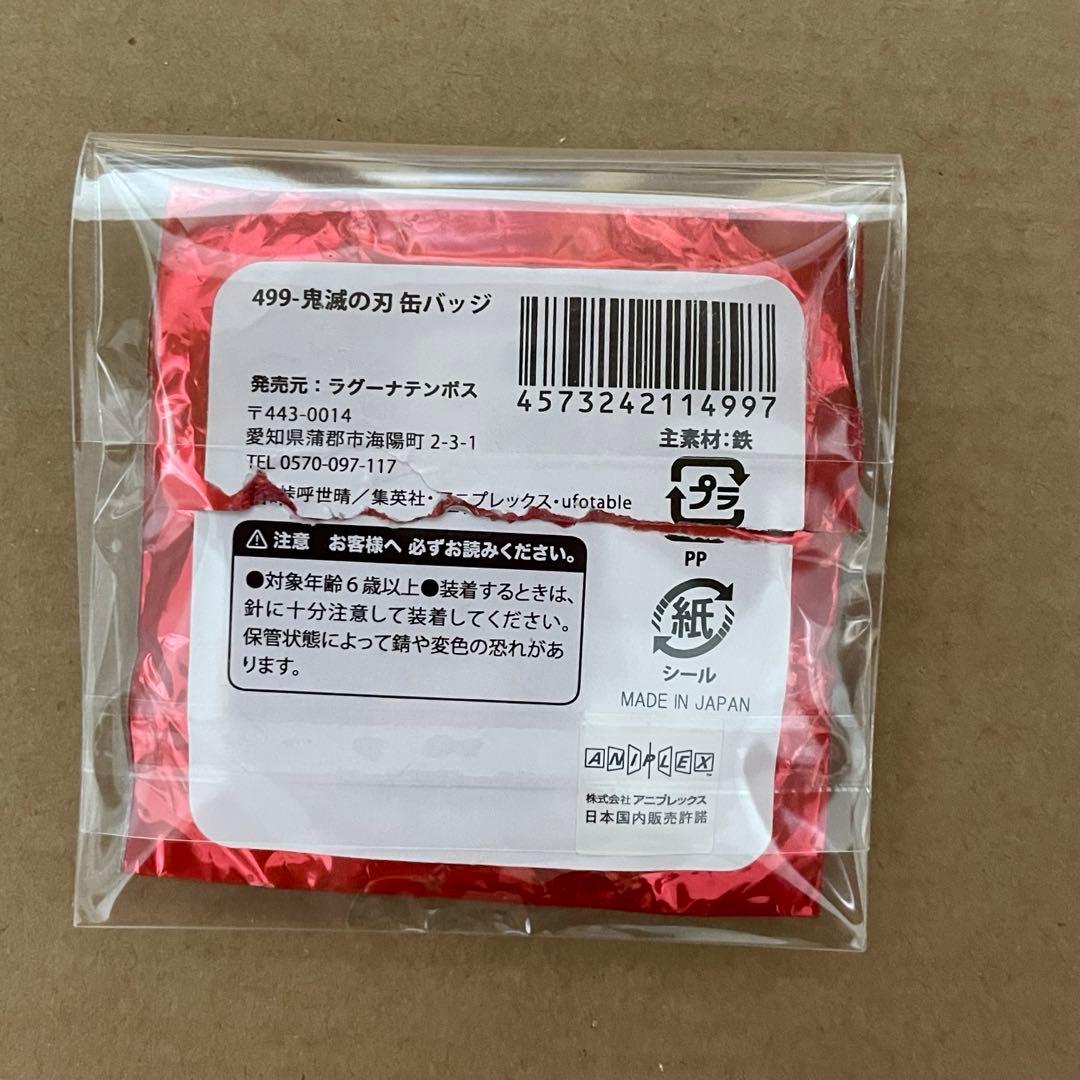 499-鬼滅の刃 缶バッジ
4573242114997
発売元：ラグーナテンボス
〒443-0014
愛知県蒲郡市海陽町 2-3-1
TEL 0570-097-117
呼世晴／集英社・アニプレックス・ufotable
主素材：鉄
プラ
PP
⚠注意 お客様へ 必ずお読みください。
●対象年齢６歳以上●装着するときは、
針に十分注意して装着してください。
保管状態によって錆や変色の恐れがあ
ります。
紙
シール
MADE IN JAPAN
ANIPLEX™
株式会社 アニプレックス
日本国内販売許諾